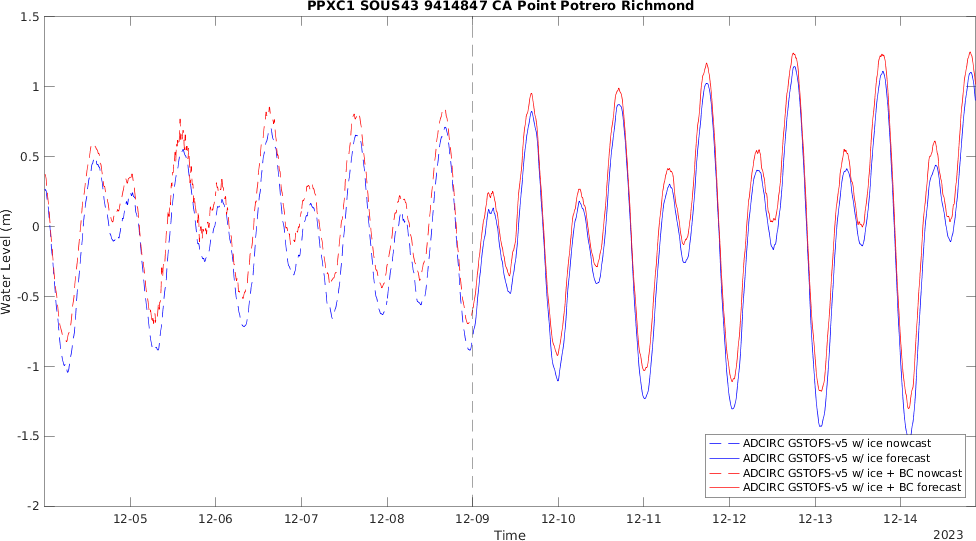 PPXC1 SOUS43 9414847 CA Point Potrero Richmond
1.5
1
0.5
0
-0.5
-1
-1.5
-2
Water Level (m)
12-05 12-06 12-07 12-08 12-09 12-10 12-11 12-12 12-13 12-14
Time
2023
ADCIRC GSTOFS-v5 w/ ice nowcast
ADCIRC GSTOFS-v5 w/ ice forecast
ADCIRC GSTOFS-v5 w/ ice + BC nowcast
ADCIRC GSTOFS-v5 w/ ice + BC forecast